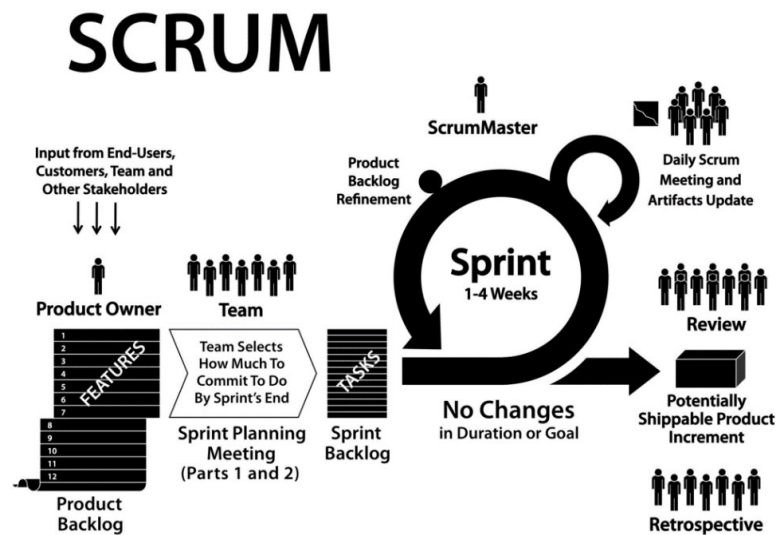 SCRUM
Input from End-Users,
Customers, Team and
Other Stakeholders
Product Owner
Team
1
2
3
4
5
6
7
8
9
10
11
12
FEATURES
Product
Backlog
Team Selects
How Much To
Commit To Do
By Sprint's End
Sprint Planning
Meeting
(Parts 1 and 2)
TASKS
Sprint
Backlog
ScrumMaster
Product
Backlog
Refinement
Sprint
1-4 Weeks
No Changes
in Duration or Goal
Daily Scrum
Meeting and
Artifacts Update
Review
Potentially
Shippable Product
Increment
Retrospective